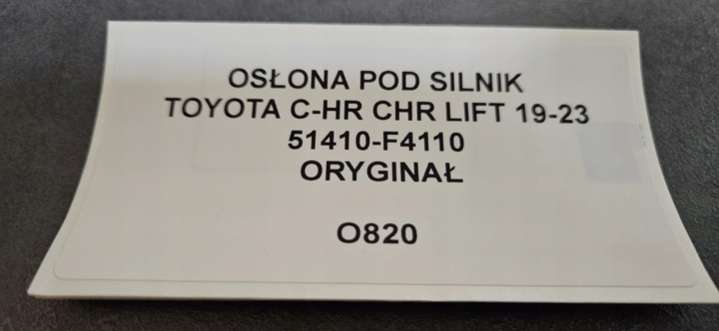 OSŁONA POD SILNIK
TOYOTA C-HR CHR LIFT 19-23
51410-F4110
ORYGINAŁ
O820